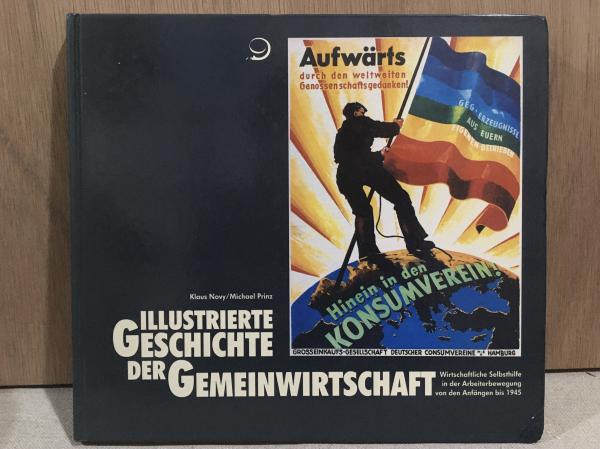 Aufwärts
durch den weltweiten
Genossenschaftsgedanken!
GEG-ERZEUGNISSE
AUS EUERN
EIGENEN BETRIEBEN
Hinein in den
KONSUMVEREIN!
GROSSEINKAUFS-GESELLSCHAFT DEUTSCHER CONSUMVEREINE HAMBURG
Klaus Novy/Michael Prinz
ILLUSTRIERTE
GESCHICHTE
DER GEMEINWIRTSCHAFT
Wirtschaftliche Selbsthilfe
in der Arbeiterbewegung
von den Anfängen bis 1945